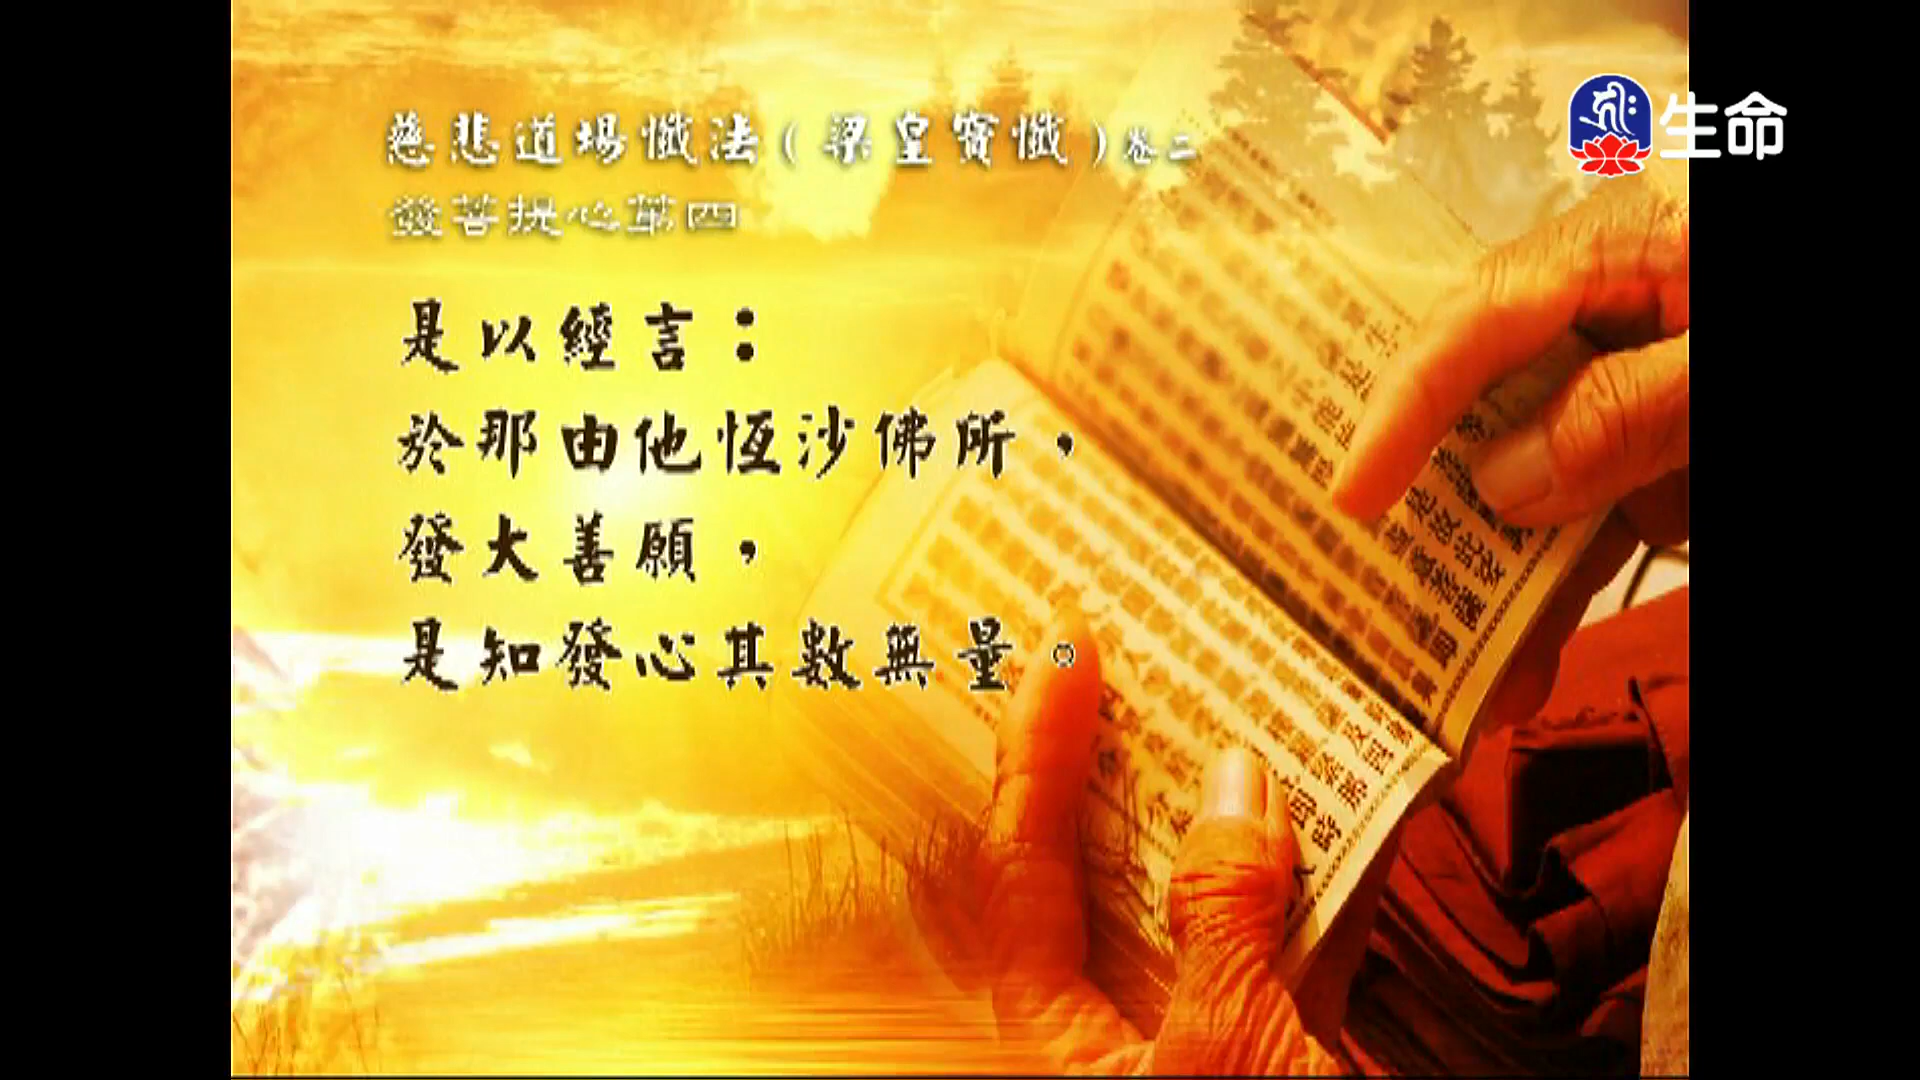 慈悲道場懺法(梁皇寶懺)卷二
發菩提心第四
是以經言：
於那由他恆沙佛所，
發大善願，
是知發心其數無量。
生命